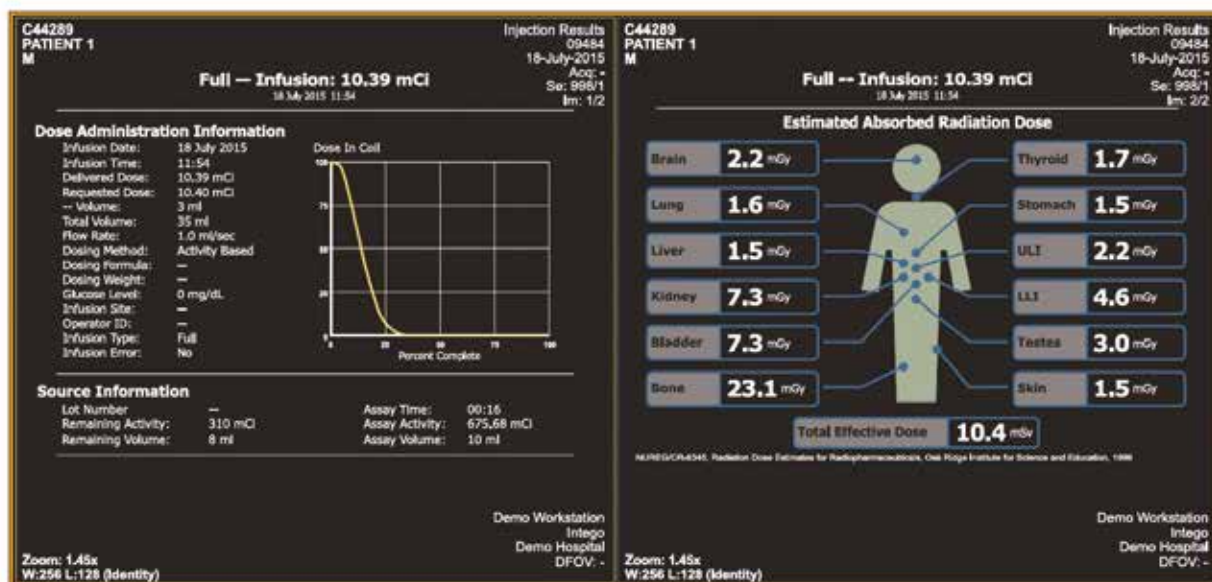 C44289
PATIENT 1
M
Injection Results
09484
18-July-2015
Acq: -
Se: 998/1
Im: 1/2
Full — Infusion: 10.39 mCi
18 July 2015 11:54
Dose Administration Information
Infusion Date: 18 July 2015
Infusion Time: 11:54
Delivered Dose: 10.39 mCi
Requested Dose: 10.40 mCi
-- Volume: 3 ml
Total Volume: 35 ml
Flow Rate: 1.0 ml/sec
Dosing Method: Activity Based
Dosing Formula: —
Dosing Weight: —
Glucose Level: 0 mg/dL
Infusion Site: —
Operator ID: —
Infusion Type: Full
Infusion Error: No
Dose In Coil
100
75
50
25
0
0 25 50 75 100
Percent Complete
Source Information
Lot Number —
Remaining Activity: 310 mCi
Remaining Volume: 8 ml
Assay Time: 00:16
Assay Activity: 675.68 mCi
Assay Volume: 10 ml
Demo Workstation
Intego
Demo Hospital
DFOV: -
Zoom: 1.45x
W:256 L:128 (Identity)
C44289
PATIENT 1
M
Injection Results
09484
18-July-2015
Acq: -
Se: 998/1
Im: 2/2
Full -- Infusion: 10.39 mCi
18 July 2015 11:54
Estimated Absorbed Radiation Dose
Brain 2.2 mGy
Thyroid 1.7 mGy
Lung 1.6 mGy
Stomach 1.5 mGy
Liver 1.5 mGy
ULI 2.2 mGy
Kidney 7.3 mGy
LLI 4.6 mGy
Bladder 7.3 mGy
Testes 3.0 mGy
Bone 23.1 mGy
Skin 1.5 mGy
Total Effective Dose 10.4 mSv
NUREG/CR-6345, Radiation Dose Estimates for Radiopharmaceuticals, Oak Ridge Institute for Science and Education, 1996
Demo Workstation
Intego
Demo Hospital
DFOV: -
Zoom: 1.45x
W:256 L:128 (Identity)